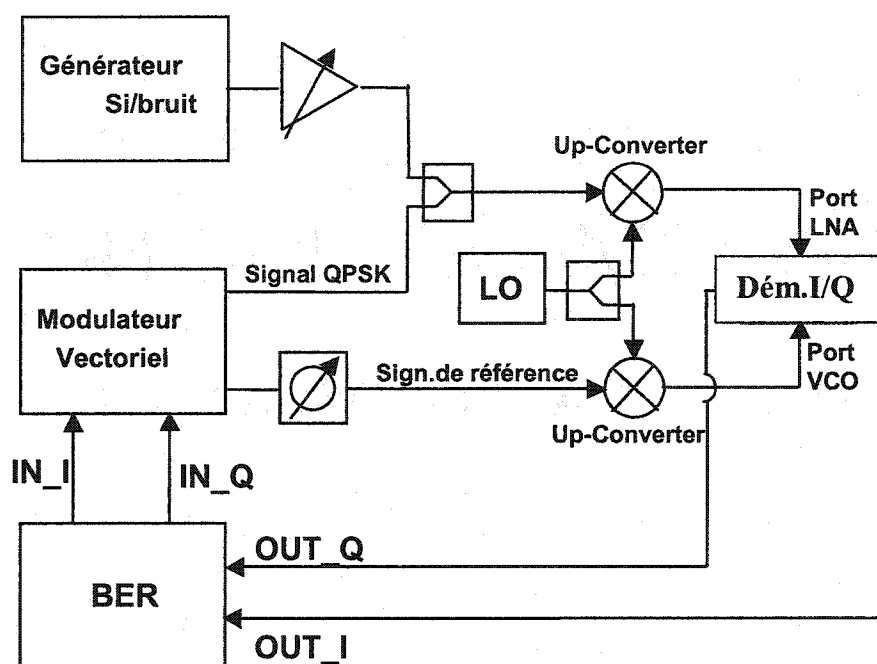 Générateur
Si/bruit
Up-Converter
Port
LNA
Signal QPSK
LO
Dém.I/Q
Modulateur
Vectoriel
Sign.de référence
Port
VCO
Up-Converter
IN_I
IN_Q
OUT_Q
BER
OUT_I